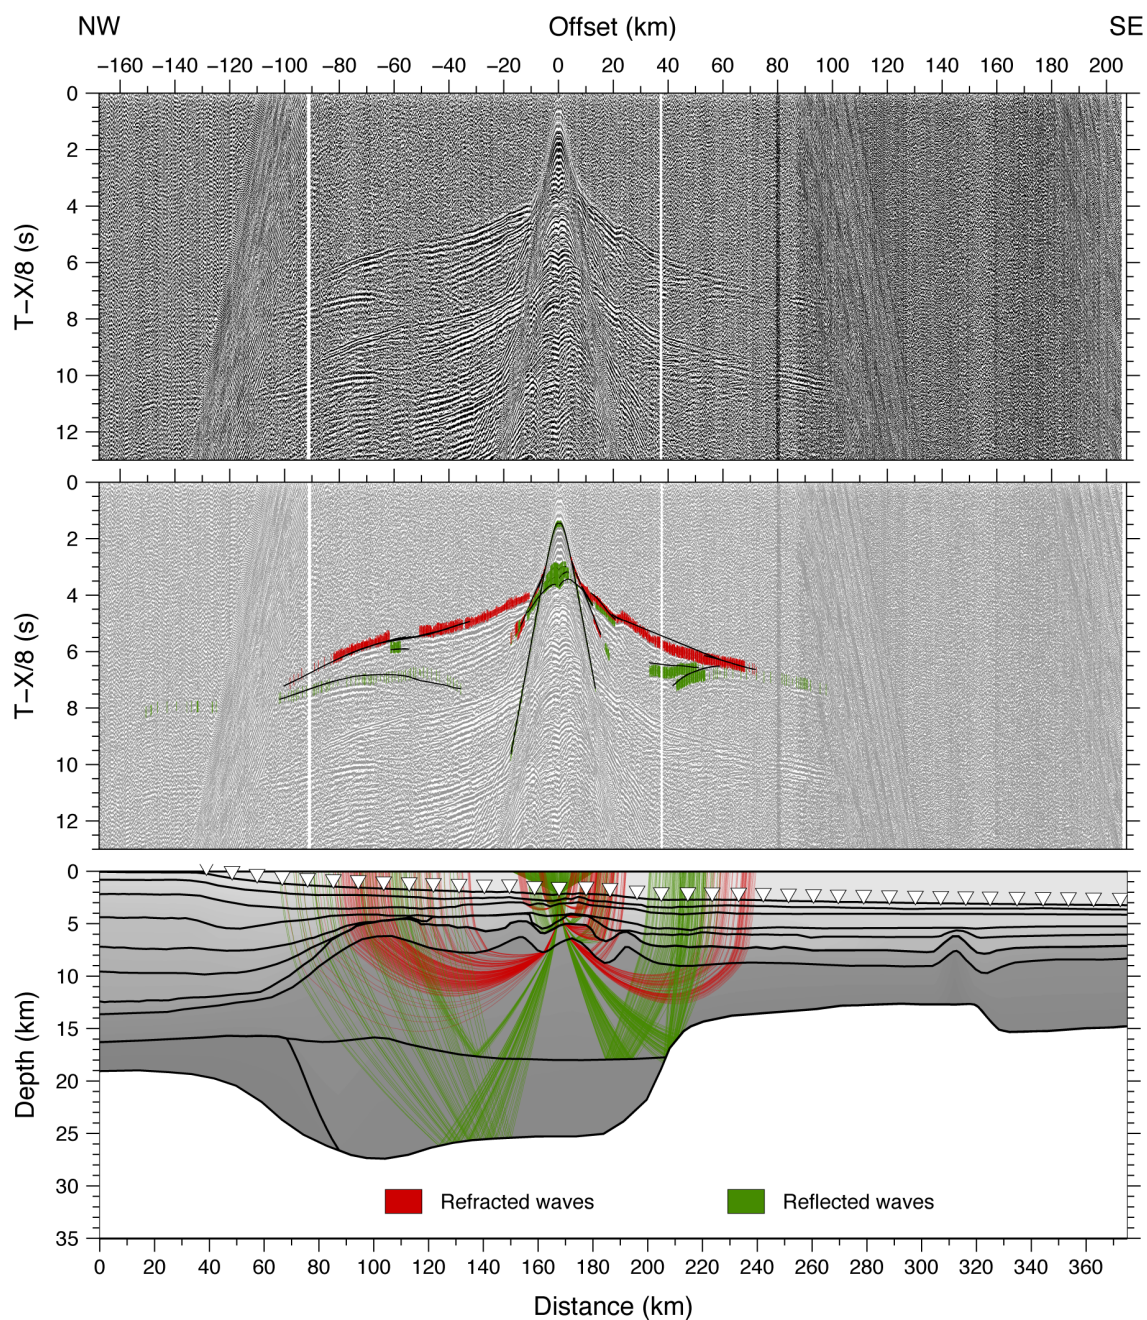 NW Offset (km) SE
−160 −140 −120 −100 −80 −60 −40 −20 0 20 40 60 80 100 120 140 160 180 200
T−X/8 (s)
0
2
4
6
8
10
12
T−X/8 (s)
0
2
4
6
8
10
12
Depth (km)
0
5
10
15
20
25
30
35
Refracted waves Reflected waves
0 20 40 60 80 100 120 140 160 180 200 220 240 260 280 300 320 340 360
Distance (km)